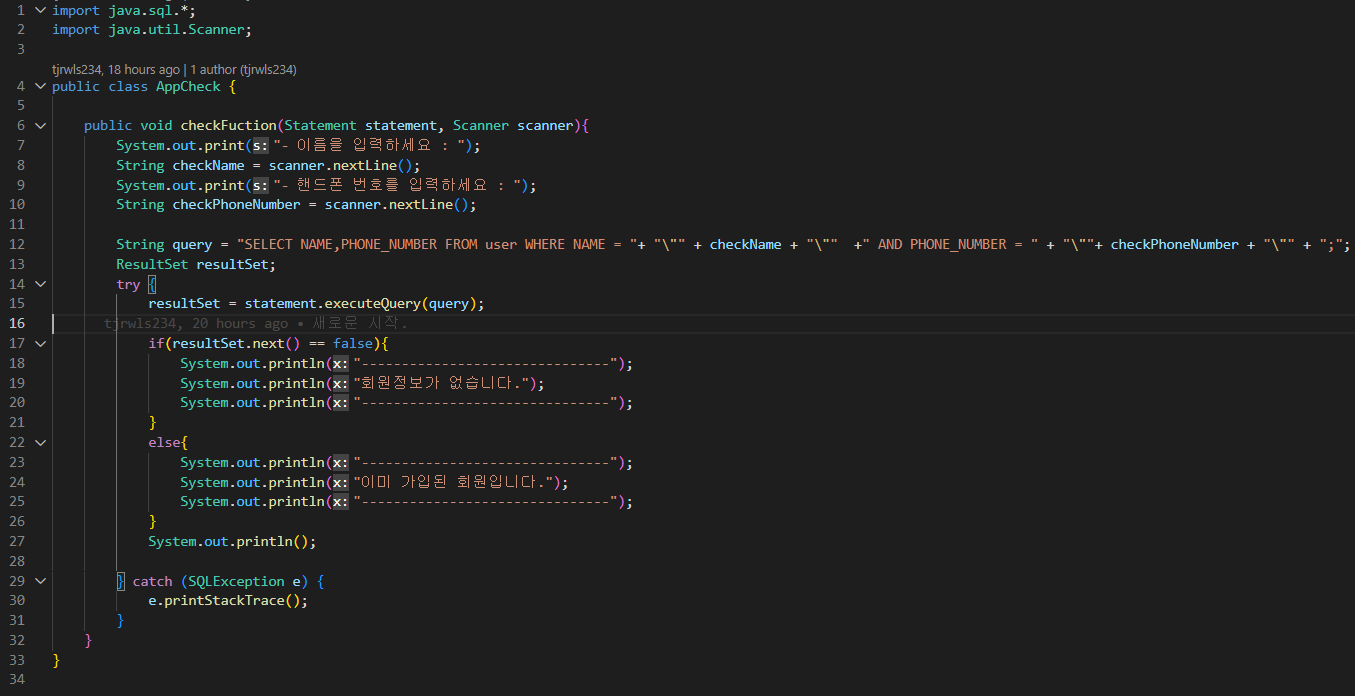 1 import java.sql.*;
2 import java.util.Scanner;
3
tjrwls234, 18 hours ago | 1 author (tjrwls234)
4 public class AppCheck {
5
6 public void checkFuction(Statement statement, Scanner scanner){
7 System.out.print(s: "- 이름을 입력하세요 : ");
8 String checkName = scanner.nextLine();
9 System.out.print(s: "- 핸드폰 번호를 입력하세요 : ");
10 String checkPhoneNumber = scanner.nextLine();
11
12 String query = "SELECT NAME,PHONE_NUMBER FROM user WHERE NAME = "+ "\"" + checkName + "\""  +" AND PHONE_NUMBER = " + "\""+ checkPhoneNumber + "\"" + ";";
13 ResultSet resultSet;
14 try {
15 resultSet = statement.executeQuery(query);
16 tjrwls234, 20 hours ago • 새로운 시작.
17 if(resultSet.next() == false){
18 System.out.println(x: "-------------------------------");
19 System.out.println(x: "회원정보가 없습니다.");
20 System.out.println(x: "-------------------------------");
21 }
22 else{
23 System.out.println(x: "-------------------------------");
24 System.out.println(x: "이미 가입된 회원입니다.");
25 System.out.println(x: "-------------------------------");
26 }
27 System.out.println();
28
29 } catch (SQLException e) {
30 e.printStackTrace();
31 }
32 }
33 }
34